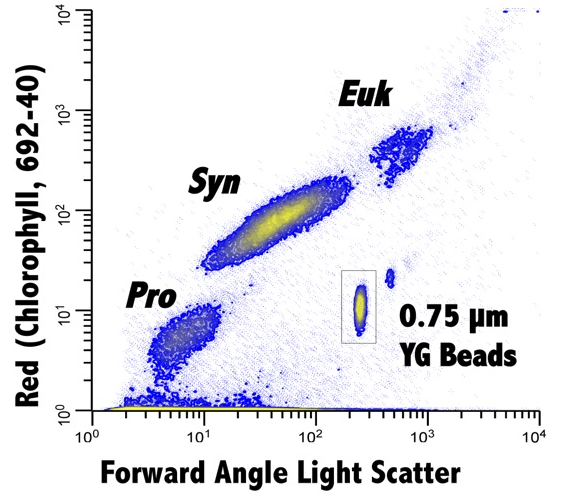 Red (Chlorophyll, 692-40)
10⁴
10³
10²
10¹
10⁰
Euk
Syn
Pro
0.75 µm
YG Beads
10⁰ 10¹ 10² 10³ 10⁴
Forward Angle Light Scatter